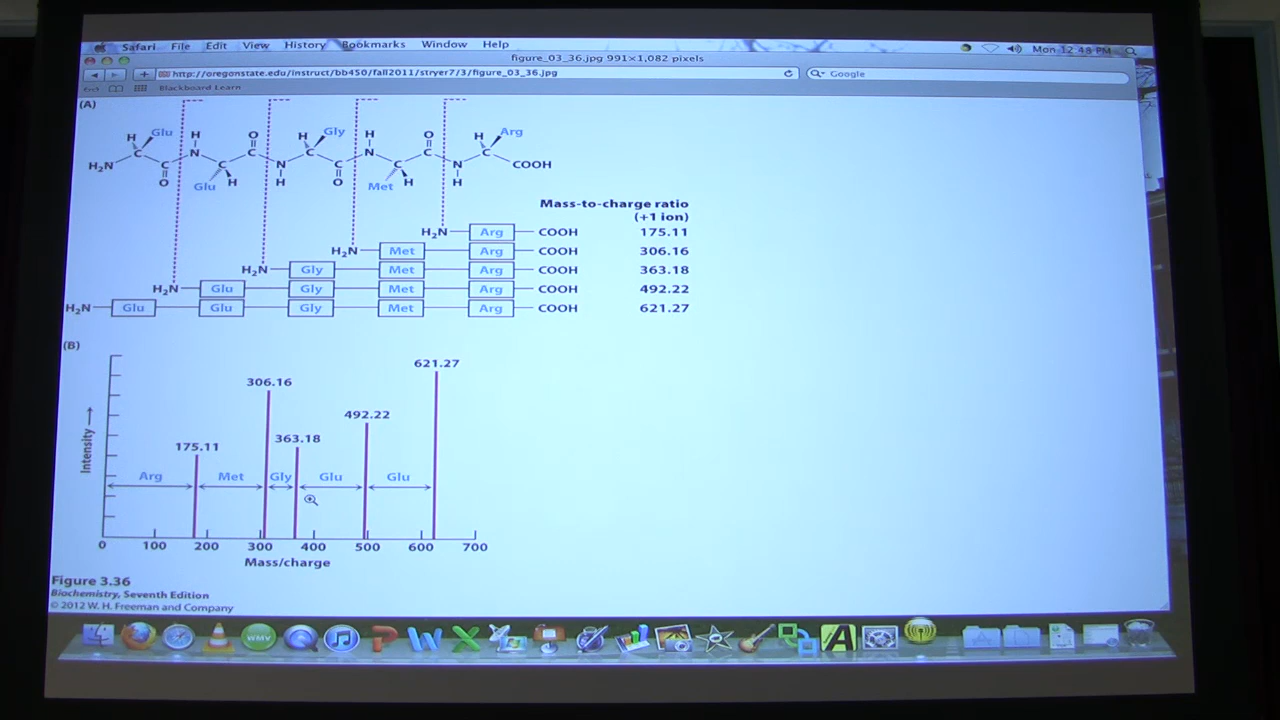 Safari File Edit View History Bookmarks Window Help Mon 12:48 PM
figure_03_36.jpg 991×1,082 pixels
http://oregonstate.edu/instruct/bb450/fall2011/stryer7/3/figure_03_36.jpg Google
Blackboard Learn
(A)
H Glu H O H Gly H O H Arg
N C C N C C
H₂N C C N C C N COOH
O Glu H H O Met H H
Mass-to-charge ratio
(+1 ion)
H₂N Arg COOH 175.11
H₂N Met Arg COOH 306.16
H₂N Gly Met Arg COOH 363.18
H₂N Glu Gly Met Arg COOH 492.22
H₂N Glu Glu Gly Met Arg COOH 621.27
(B)
Intensity →
621.27
306.16
492.22
363.18
175.11
Arg Met Gly Glu Glu
0 100 200 300 400 500 600 700
Mass/charge
Figure 3.36
Biochemistry, Seventh Edition
© 2012 W. H. Freeman and Company
WMV